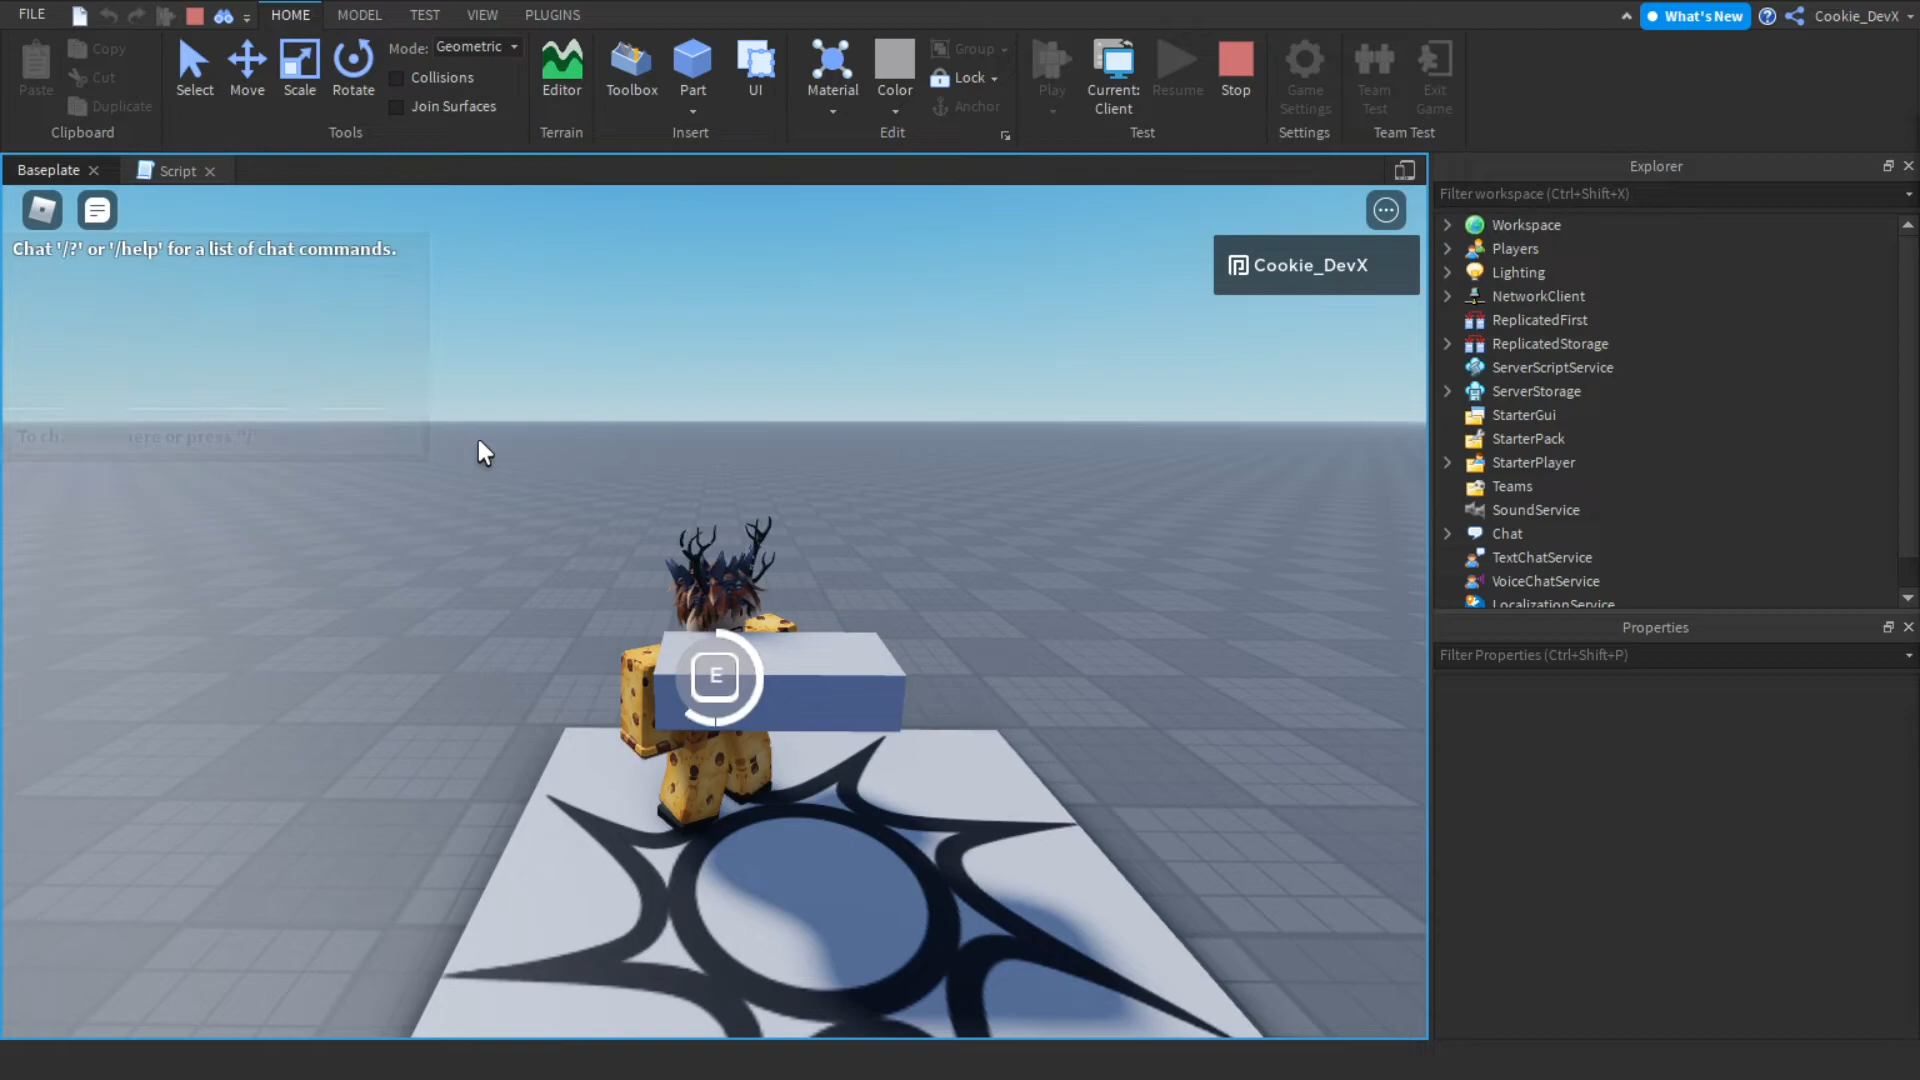 FILE HOME MODEL TEST VIEW PLUGINS What's New Cookie_DevX
Paste Copy Cut Duplicate Clipboard
Select Move Scale Rotate Mode: Geometric Collisions Join Surfaces Tools
Editor Terrain
Toolbox Part UI Insert
Material Color Group Lock Anchor Edit
Play Current: Client Resume Stop Test
Game Settings Settings
Team Test Exit Game Team Test
Baseplate Script
Chat '/?' or '/help' for a list of chat commands.
To or press "/"
Cookie_DevX
E
Explorer
Filter workspace (Ctrl+Shift+X)
Workspace
Players
Lighting
NetworkClient
ReplicatedFirst
ReplicatedStorage
ServerScriptService
ServerStorage
StarterGui
StarterPack
StarterPlayer
Teams
SoundService
Chat
TextChatService
VoiceChatService
LocalizationService
Properties
Filter Properties (Ctrl+Shift+P)